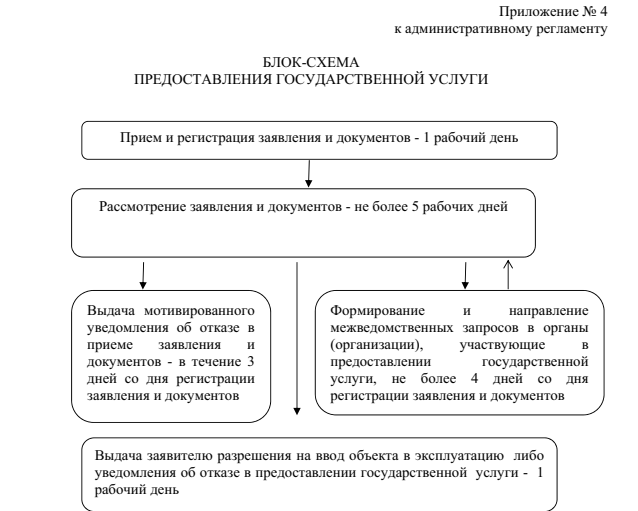 Приложение № 4
к административному регламенту
БЛОК-СХЕМА
ПРЕДОСТАВЛЕНИЯ ГОСУДАРСТВЕННОЙ УСЛУГИ
Прием и регистрация заявления и документов - 1 рабочий день
Рассмотрение заявления и документов - не более 5 рабочих дней
Выдача мотивированного
уведомления об отказе в
приеме заявления и
документов - в течение 3
дней со дня регистрации
заявления и документов
Формирование и направление
межведомственных запросов в органы
(организации), участвующие в
предоставлении государственной
услуги, не более 4 дней со дня
регистрации заявления и документов
Выдача заявителю разрешения на ввод объекта в эксплуатацию либо
уведомления об отказе в предоставлении государственной услуги - 1
рабочий день